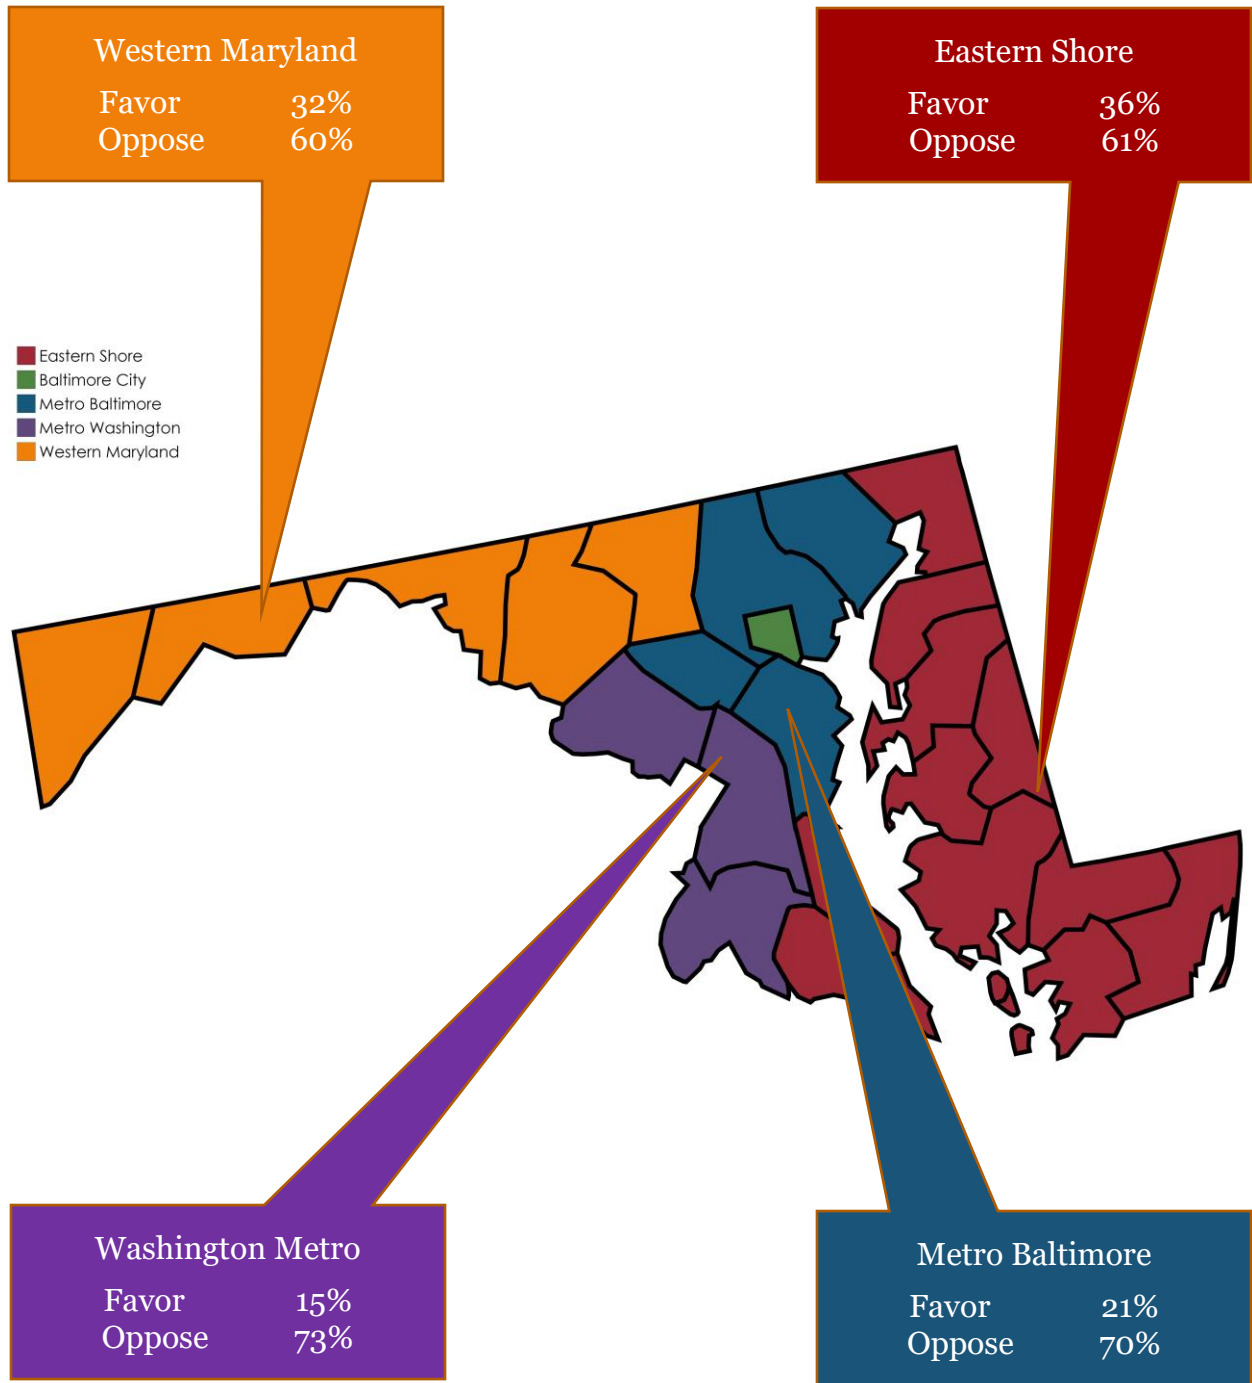 Western Maryland
Favor 32%
Oppose 60%
Eastern Shore
Favor 36%
Oppose 61%
Eastern Shore
Baltimore City
Metro Baltimore
Metro Washington
Western Maryland
Washington Metro
Favor 15%
Oppose 73%
Metro Baltimore
Favor 21%
Oppose 70%